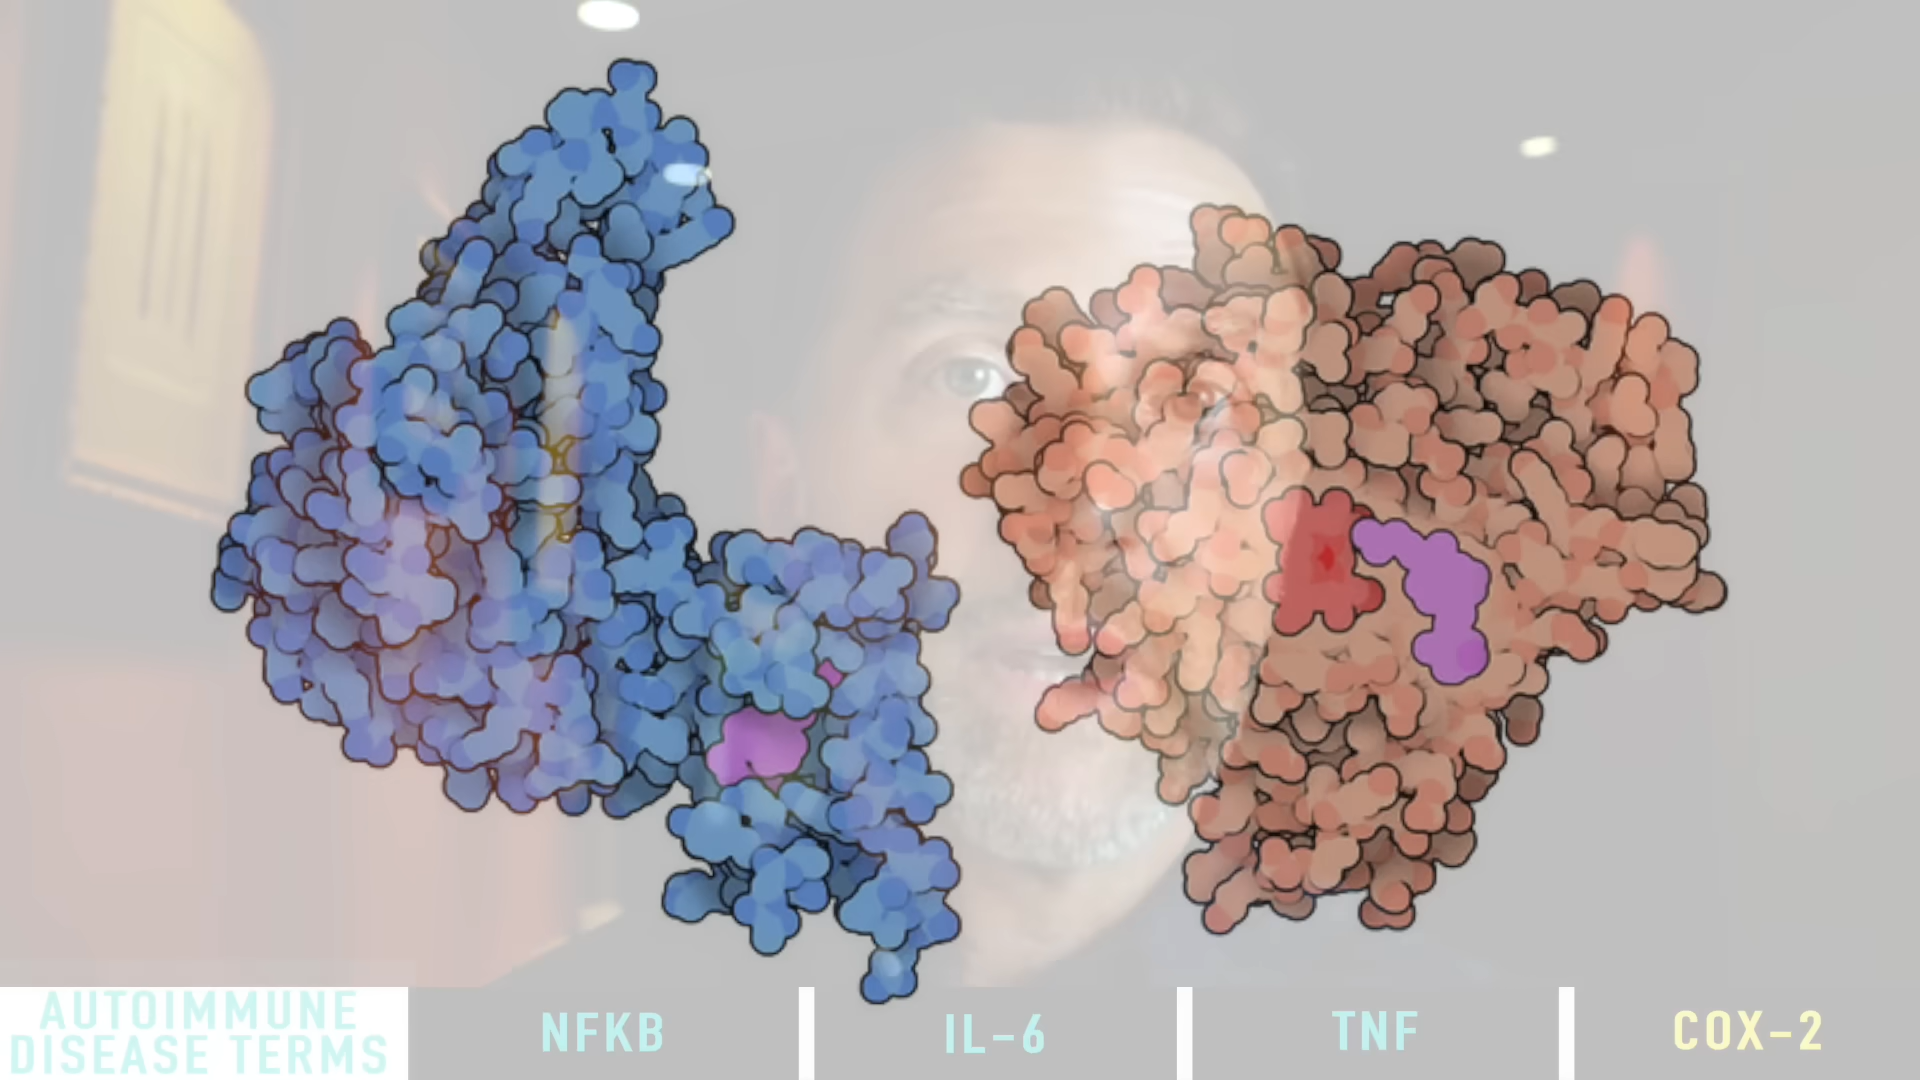 AUTOIMMUNE
DISEASE TERMS
NFKB
IL-6
TNF
COX-2